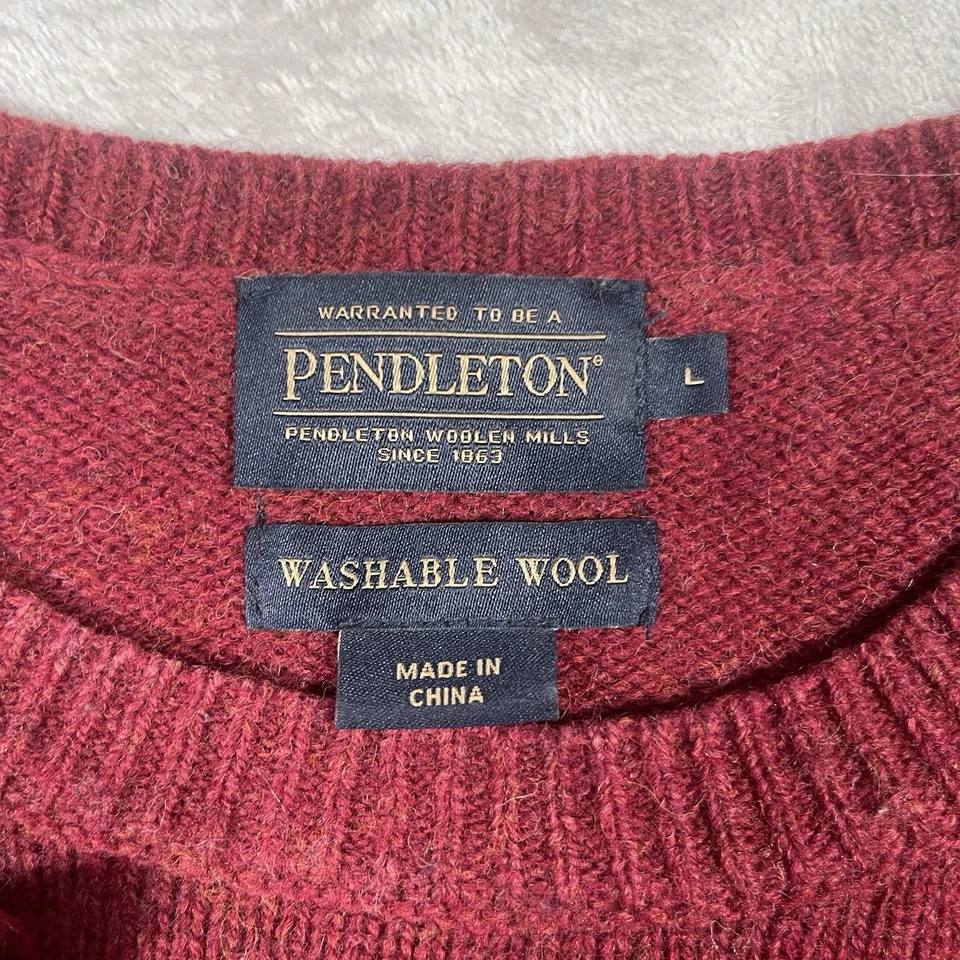 WARRANTED TO BE A
PENDLETON®
L
PENDLETON WOOLEN MILLS
SINCE 1863
WASHABLE WOOL
MADE IN
CHINA